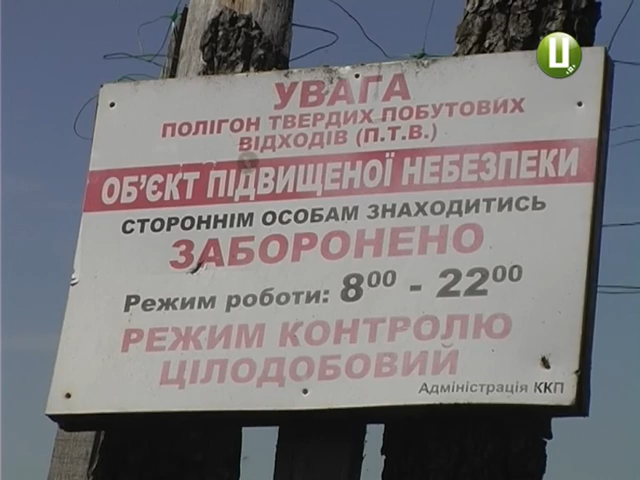 УВАГА
ПОЛІГОН ТВЕРДИХ ПОБУТОВИХ
ВІДХОДІВ (П.Т.В.)
ОБ'ЄКТ ПІДВИЩЕНОЇ НЕБЕЗПЕКИ
СТОРОННІМ ОСОБАМ ЗНАХОДИТИСЬ
ЗАБОРОНЕНО
Режим роботи: 8⁰⁰ - 22⁰⁰
РЕЖИМ КОНТРОЛЮ
ЦІЛОДОБОВИЙ
Адміністрація ККП
Ц